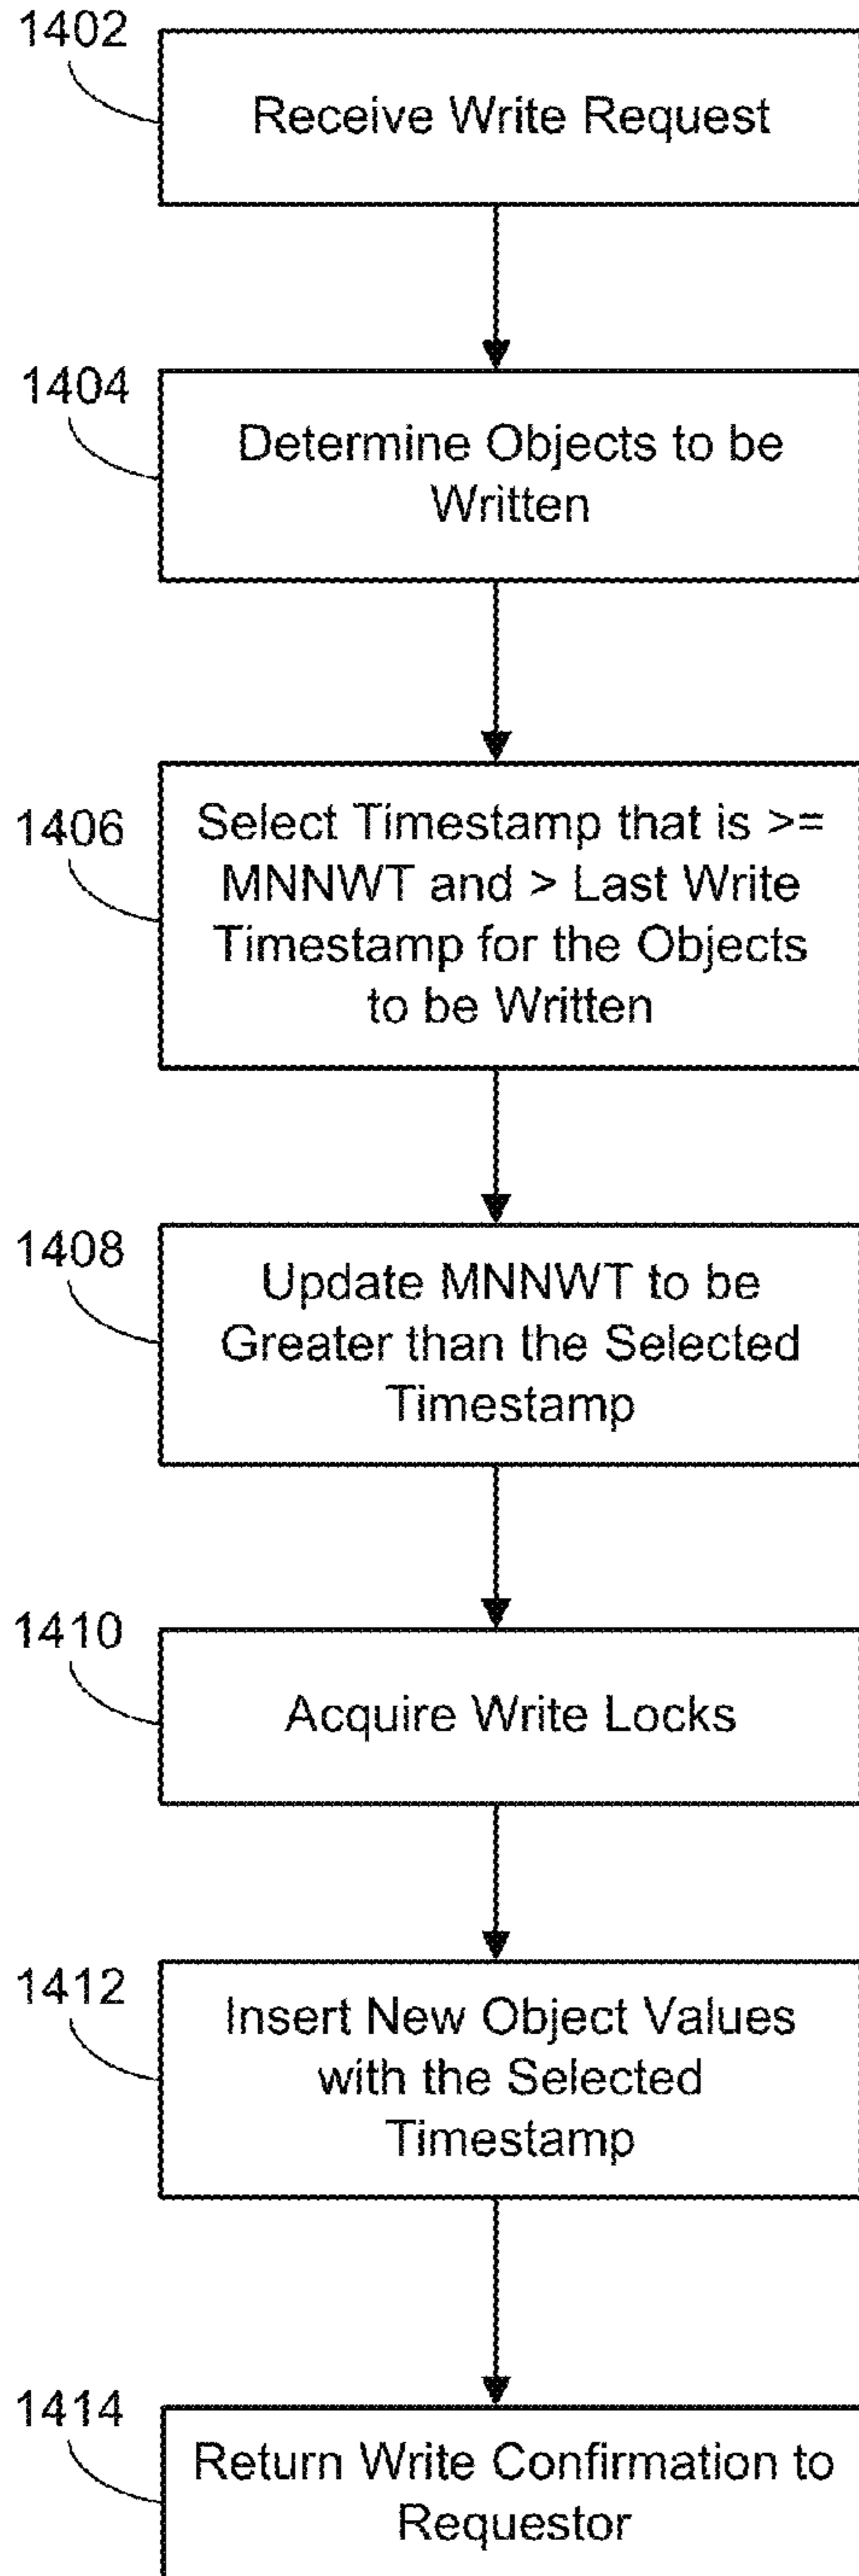 1402
Receive Write Request
1404
Determine Objects to be
Written
1406
Select Timestamp that is >=
MNNWT and > Last Write
Timestamp for the Objects
to be Written
1408
Update MNNWT to be
Greater than the Selected
Timestamp
1410
Acquire Write Locks
1412
Insert New Object Values
with the Selected
Timestamp
1414
Return Write Confirmation to
Requestor